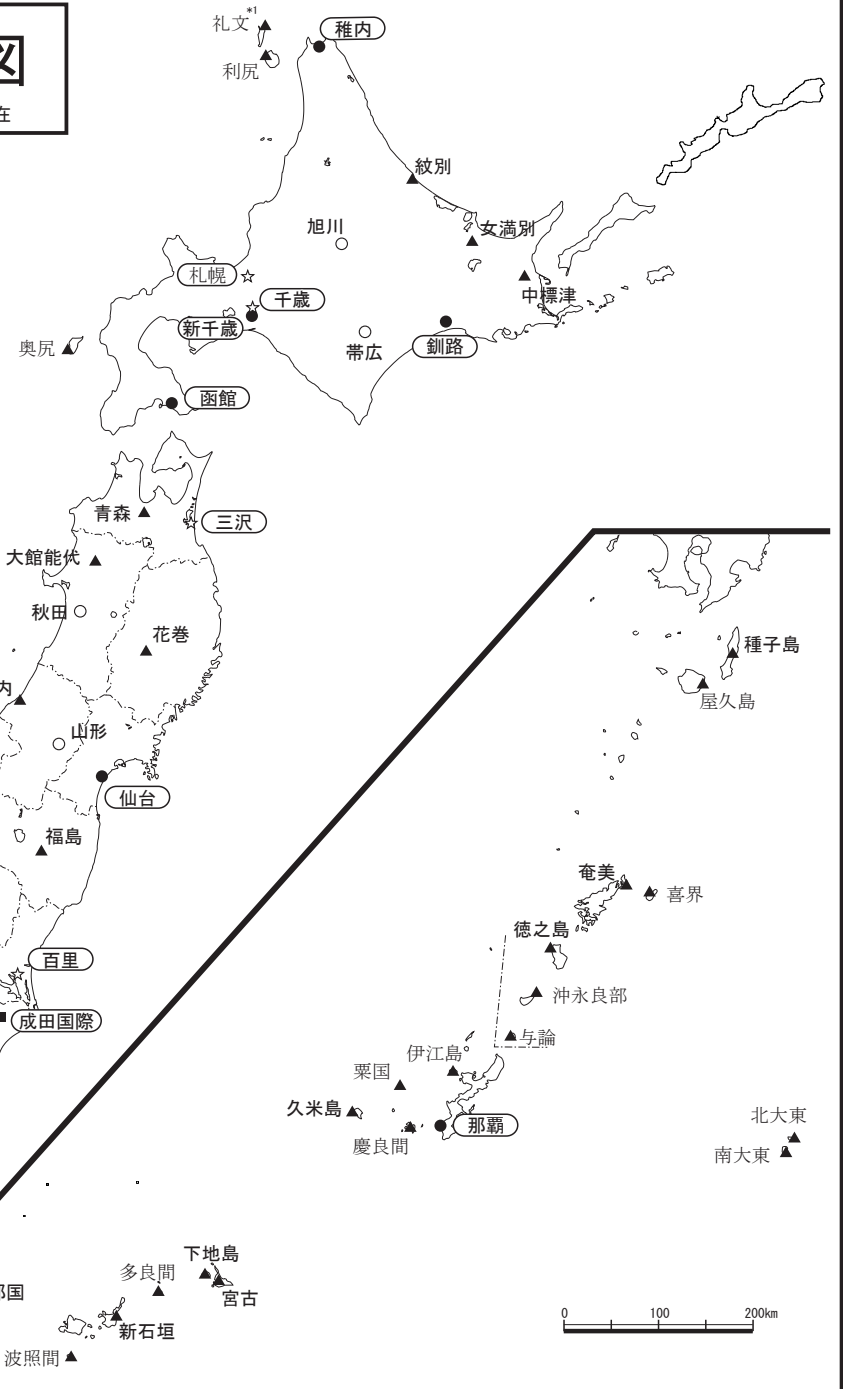 図
在
礼文*1
稚内
利尻
紋別
旭川
女満別
札幌
千歳
中標津
新千歳
奥尻
帯広
釧路
函館
青森
三沢
大館能代
秋田
花巻
種子島
内
屋久島
山形
仙台
福島
奄美
喜界
徳之島
百里
沖永良部
成田国際
与論
伊江島
粟国
久米島
那覇
北大東
慶良間
南大東
下地島
多良間
国
宮古
0 100 200km
新石垣
波照間